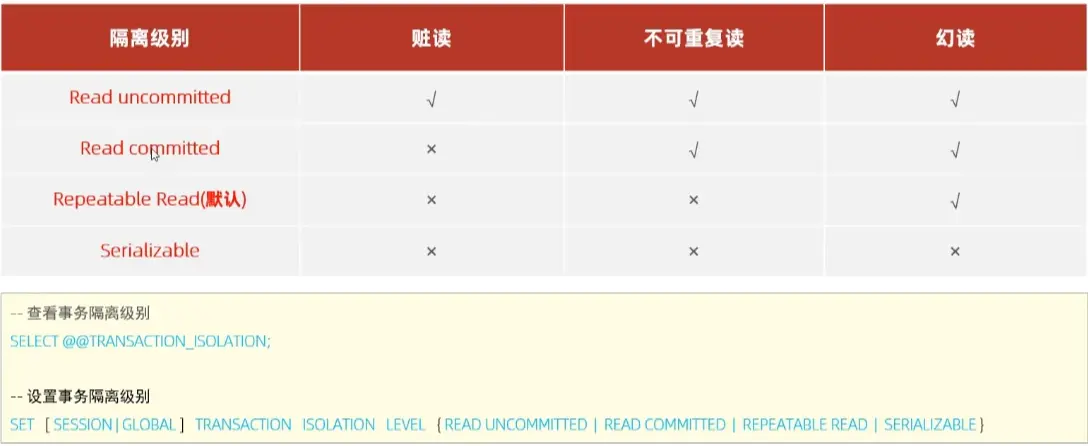 隔离级别 赃读 不可重复读 幻读
Read uncommitted √ √ √
Read committed × √ √
Repeatable Read(默认) × × √
Serializable × × ×
-- 查看事务隔离级别
SELECT @@TRANSACTION_ISOLATION;
-- 设置事务隔离级别
SET [ SESSION | GLOBAL ] TRANSACTION ISOLATION LEVEL { READ UNCOMMITTED | READ COMMITTED | REPEATABLE READ | SERIALIZABLE }